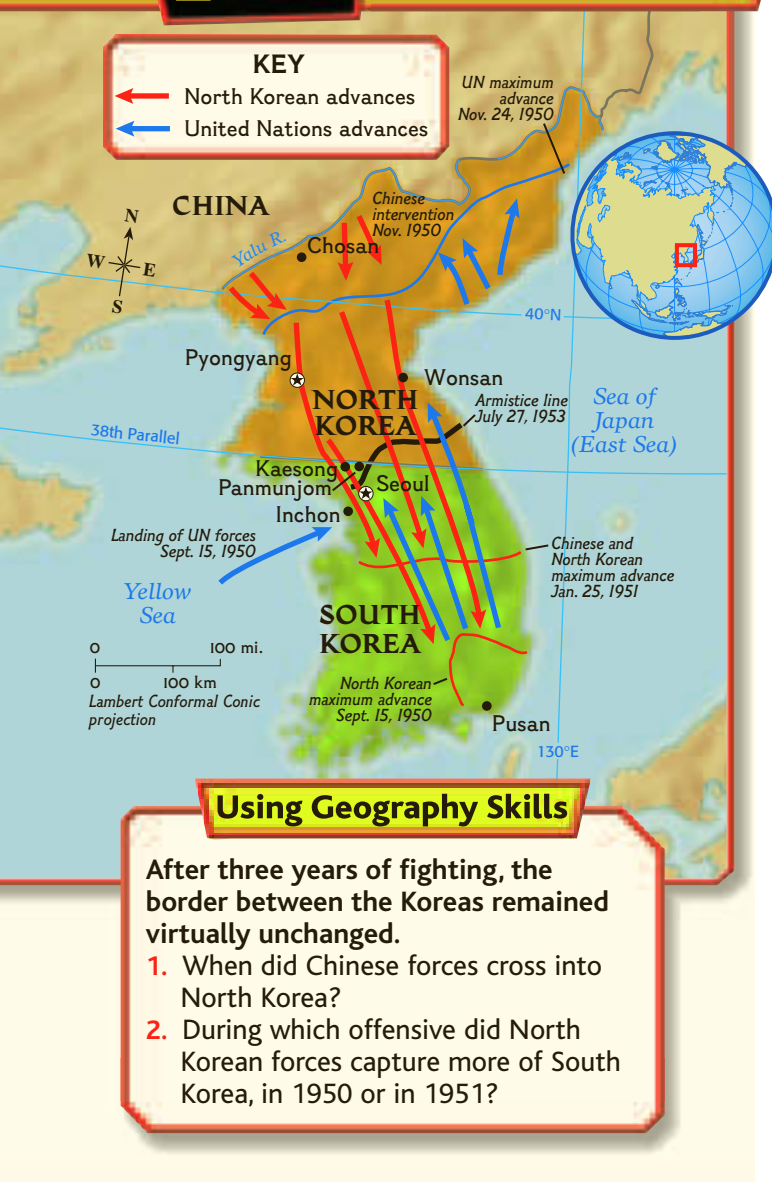 KEY
North Korean advances
United Nations advances
UN maximum
advance
Nov. 24, 1950
CHINA
Chinese
intervention
Nov. 1950
N
W
E
S
Yalu R.
Chosan
40°N
Pyongyang
Wonsan
NORTH
KOREA
Armistice line
July 27, 1953
Sea of
Japan
(East Sea)
38th Parallel
Kaesong
Panmunjom
Seoul
Inchon
Landing of UN forces
Sept. 15, 1950
Chinese and
North Korean
maximum advance
Jan. 25, 1951
Yellow
Sea
SOUTH
KOREA
0 100 mi.
0 100 km
Lambert Conformal Conic
projection
North Korean
maximum advance
Sept. 15, 1950
Pusan
130°E
Using Geography Skills
After three years of fighting, the
border between the Koreas remained
virtually unchanged.
1. When did Chinese forces cross into
North Korea?
2. During which offensive did North
Korean forces capture more of South
Korea, in 1950 or in 1951?